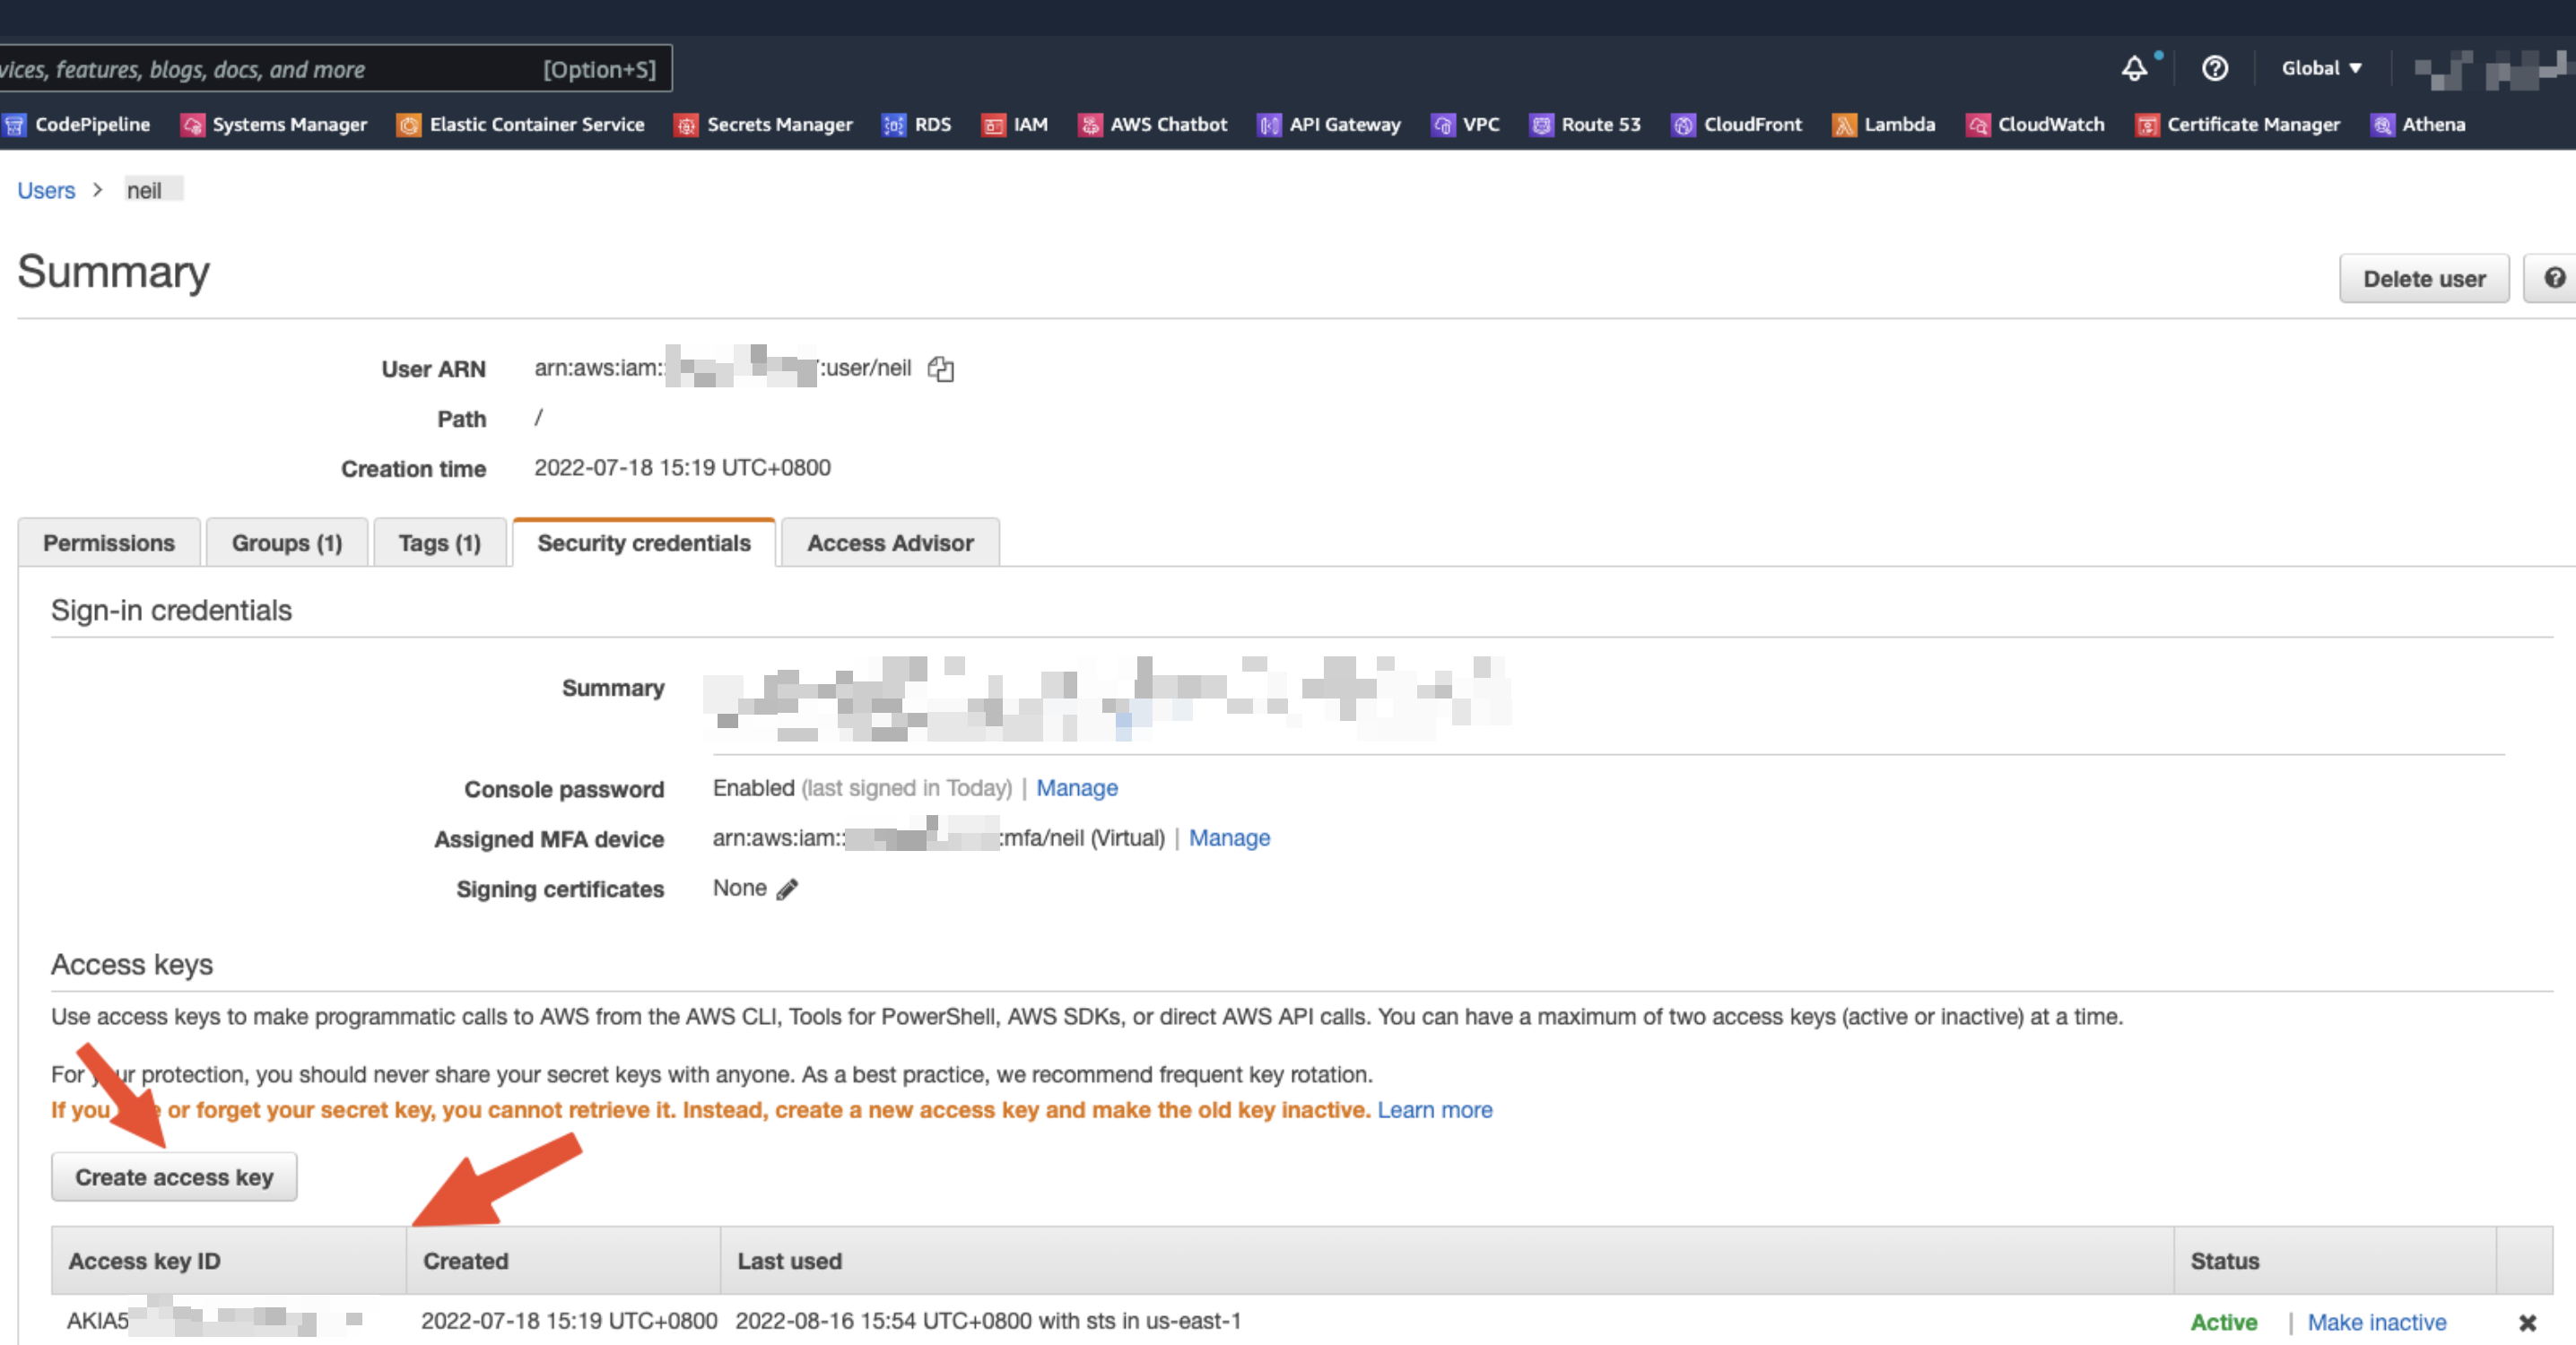 vices, features, blogs, docs, and more [Option+S] Global ▼
CodePipeline Systems Manager Elastic Container Service Secrets Manager RDS IAM AWS Chatbot API Gateway VPC Route 53 CloudFront Lambda CloudWatch Certificate Manager Athena
Users > neil
Summary
Delete user
User ARN arn:aws:iam: :user/neil
Path /
Creation time 2022-07-18 15:19 UTC+0800
Permissions Groups (1) Tags (1) Security credentials Access Advisor
Sign-in credentials
Summary
Console password Enabled (last signed in Today) | Manage
Assigned MFA device arn:aws:iam:: :mfa/neil (Virtual) | Manage
Signing certificates None
Access keys
Use access keys to make programmatic calls to AWS from the AWS CLI, Tools for PowerShell, AWS SDKs, or direct AWS API calls. You can have a maximum of two access keys (active or inactive) at a time.
For your protection, you should never share your secret keys with anyone. As a best practice, we recommend frequent key rotation.
If you or forget your secret key, you cannot retrieve it. Instead, create a new access key and make the old key inactive. Learn more
Create access key
Access key ID Created Last used Status
AKIA5 2022-07-18 15:19 UTC+0800 2022-08-16 15:54 UTC+0800 with sts in us-east-1 Active | Make inactive